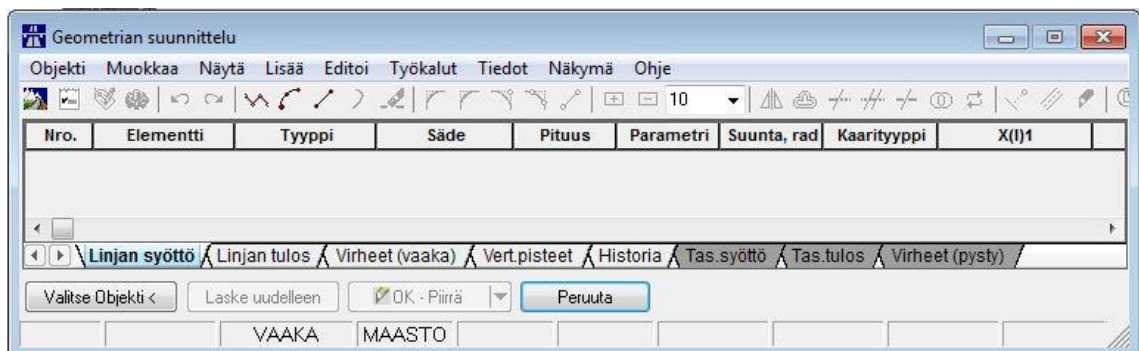 Geometrian suunnittelu
Objekti Muokkaa Näytä Lisää Editoi Työkalut Tiedot Näkymä Ohje
10
Nro. Elementti Tyyppi Säde Pituus Parametri Suunta, rad Kaarityyppi X(I)1
Linjan syöttö Linjan tulos Virheet (vaaka) Vert.pisteet Historia Tas.syöttö Tas.tulos Virheet (pysty)
Valitse Objekti < Laske uudelleen OK - Piirrä Peruuta
VAAKA MAASTO